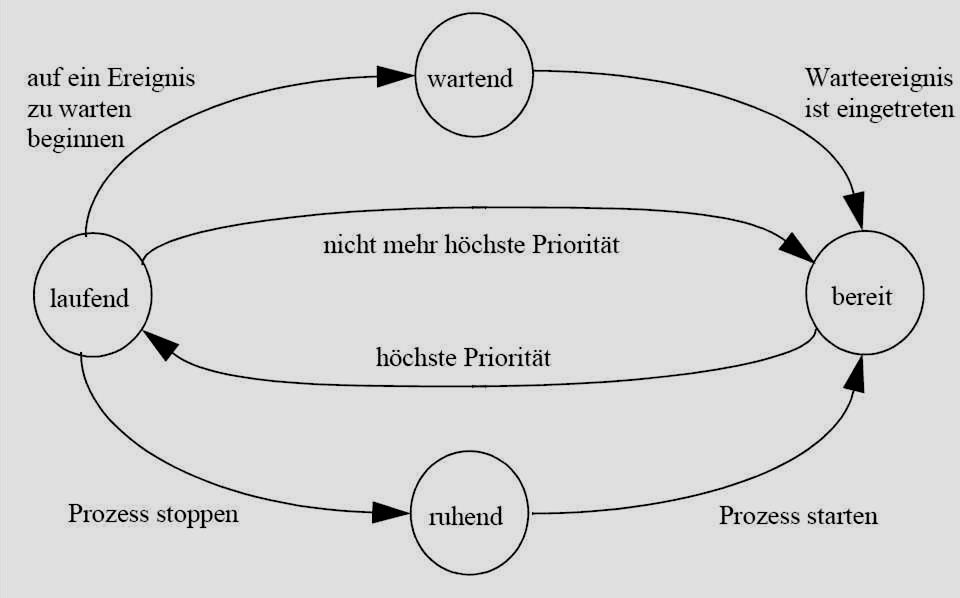 auf ein Ereignis
zu warten
beginnen
wartend
Warteereignis
ist eingetreten
nicht mehr höchste Priorität
laufend
bereit
höchste Priorität
Prozess stoppen
ruhend
Prozess starten